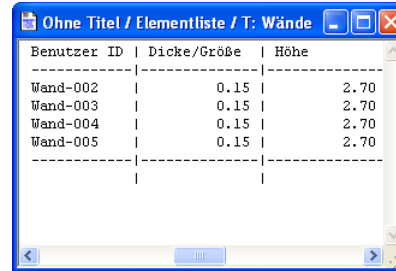 Ohne Titel / Elementliste / T: Wände
Benutzer ID | Dicke/Größe | Höhe
------------|-------------|------------
Wand-002 | 0.15 | 2.70
Wand-003 | 0.15 | 2.70
Wand-004 | 0.15 | 2.70
Wand-005 | 0.15 | 2.70
------------|-------------|------------
| |